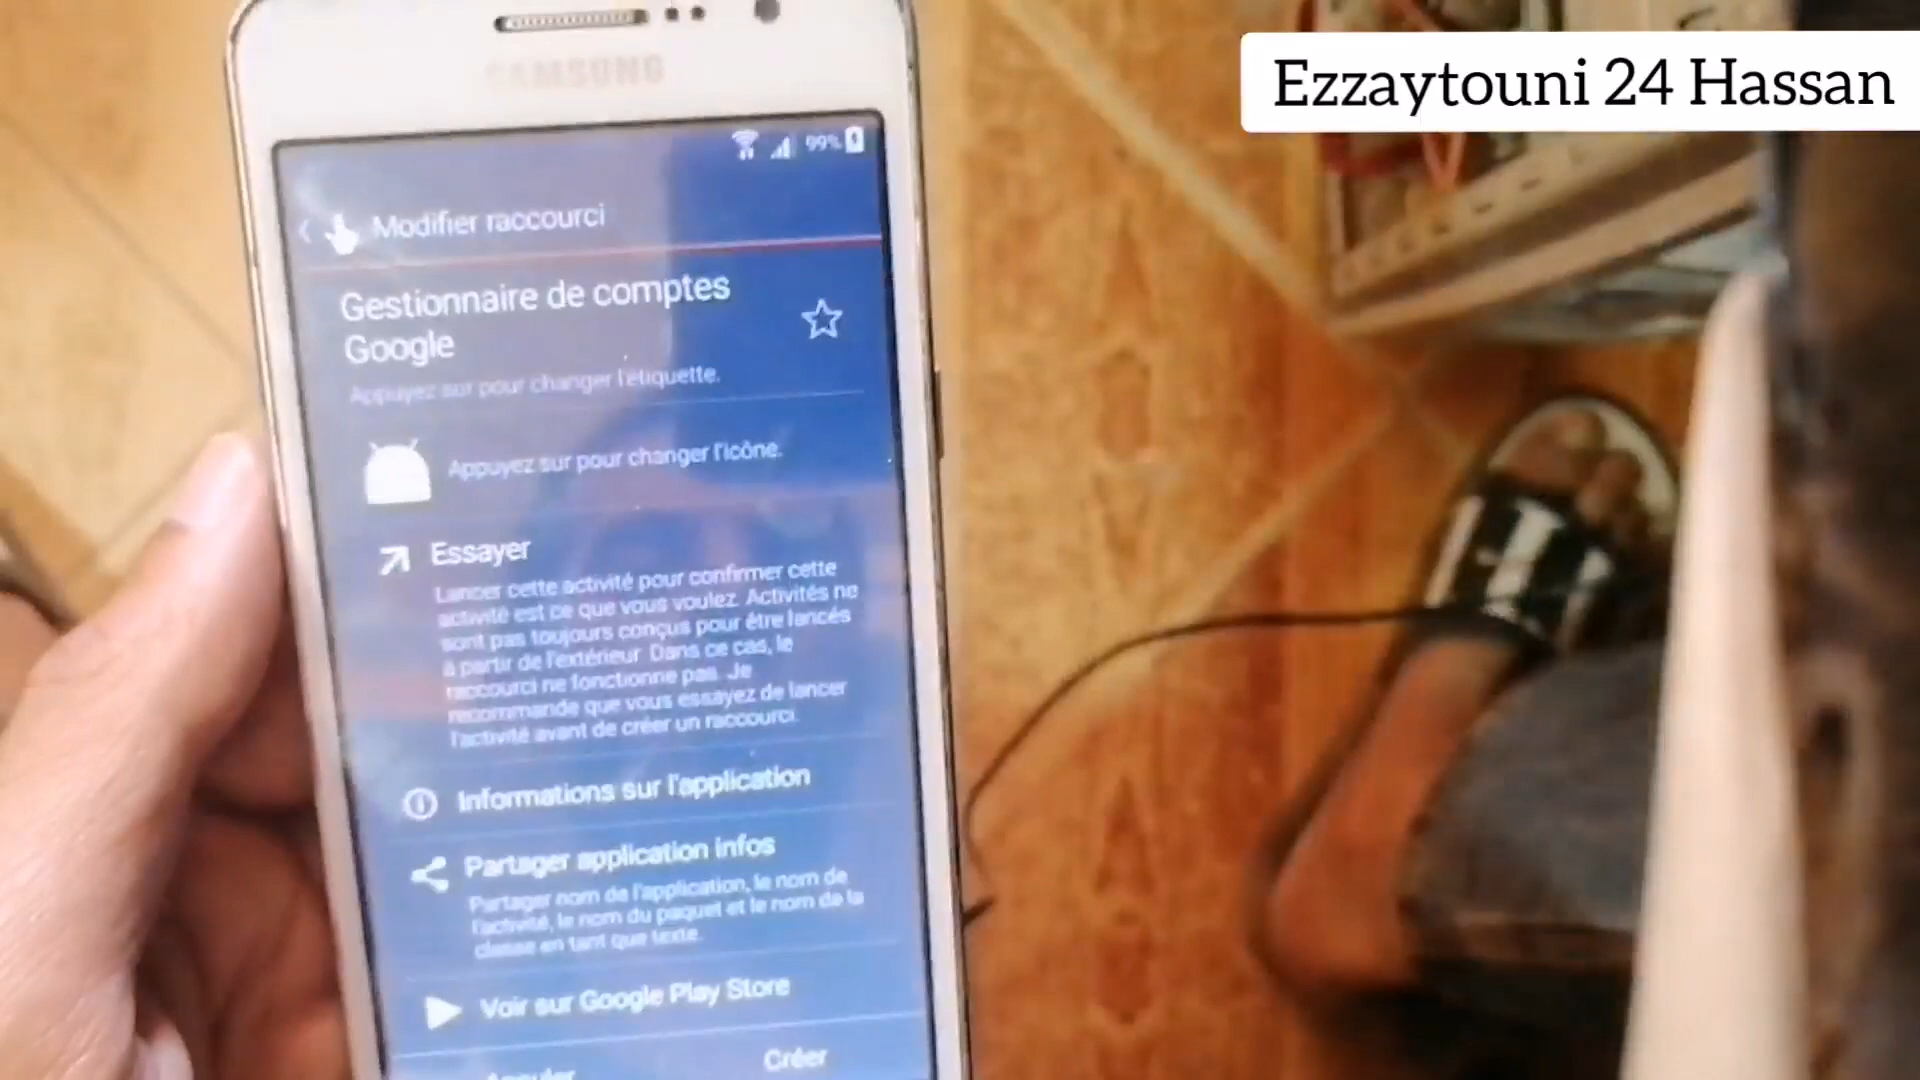 Ezzaytouni 24 Hassan
SAMSUNG
99%
Modifier raccourci
Gestionnaire de comptes
Google
Appuyez sur pour changer l'étiquette.
Appuyez sur pour changer l'icône.
Essayer
Lancer cette activité pour confirmer cette
activité est ce que vous voulez. Activités ne
sont pas toujours conçus pour être lancés
à partir de l'extérieur. Dans ce cas, le
raccourci ne fonctionne pas. Je
recommande que vous essayez de lancer
l'activité avant de créer un raccourci.
Informations sur l'application
Partager application infos
Partager nom de l'application, le nom de
l'activité, le nom du paquet et le nom de la
classe en tant que texte.
Voir sur Google Play Store
Annuler
Créer